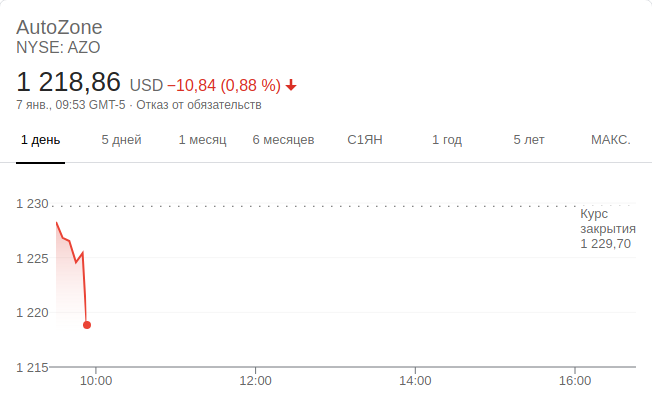 AutoZone
NYSE: AZO
1 218,86 USD −10,84 (0,88 %)
7 янв., 09:53 GMT-5 · Отказ от обязательств
1 день 5 дней 1 месяц 6 месяцев С1ЯН 1 год 5 лет МАКС.
1 230
Курс
закрытия
1 229,70
1 225
1 220
1 215
10:00 12:00 14:00 16:00